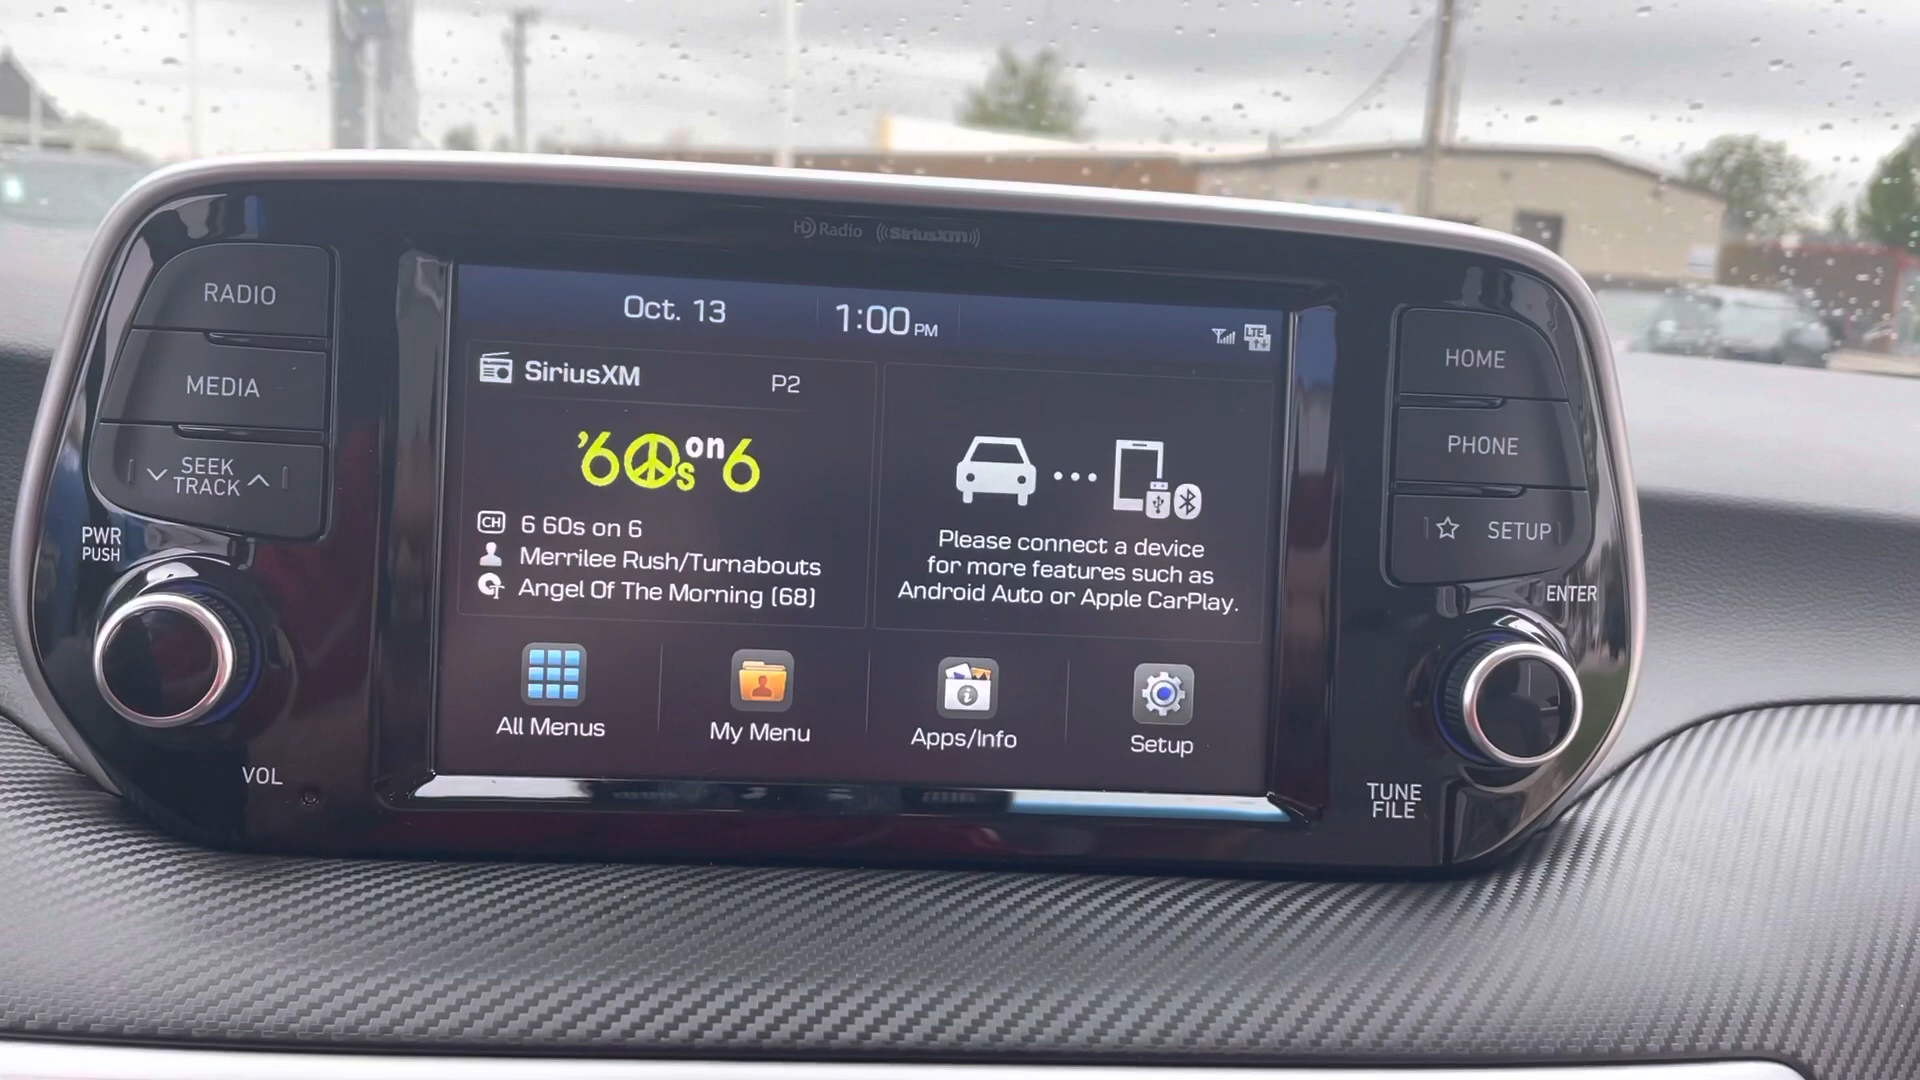 HD Radio ((SiriusXM))
RADIO
MEDIA
SEEK
TRACK
PWR
PUSH
VOL
Oct. 13
1:00 PM
LTE
SiriusXM
P2
'60s on 6
CH 6 60s on 6
Merrilee Rush/Turnabouts
Angel Of The Morning (68)
Please connect a device
for more features such as
Android Auto or Apple CarPlay.
All Menus
My Menu
Apps/Info
Setup
HOME
PHONE
☆ SETUP
ENTER
TUNE
FILE